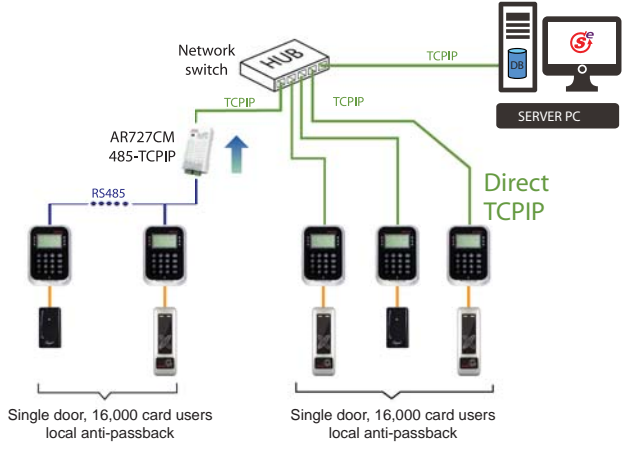 Network
switch
HUB
TCPIP
DB
Se
SERVER PC
TCPIP
TCPIP
AR727CM
485-TCPIP
RS485
Direct
TCPIP
Single door, 16,000 card users
local anti-passback
Single door, 16,000 card users
local anti-passback